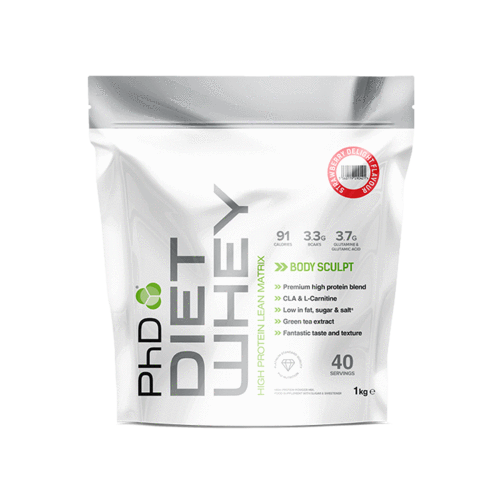 PhD
DIET
WHEY
HIGH PROTEIN LEAN MATRIX
STRAWBERRY DELIGHT FLAVOUR
91
CALORIES
3.3G
BCAAS
3.7G
GLUTAMINE &
GLUTAMIC ACID
BODY SCULPT
Premium high protein blend
CLA & L-Carnitine
Low in fat, sugar & salt
Green tea extract
Fantastic taste and texture
40
SERVINGS
1kg e